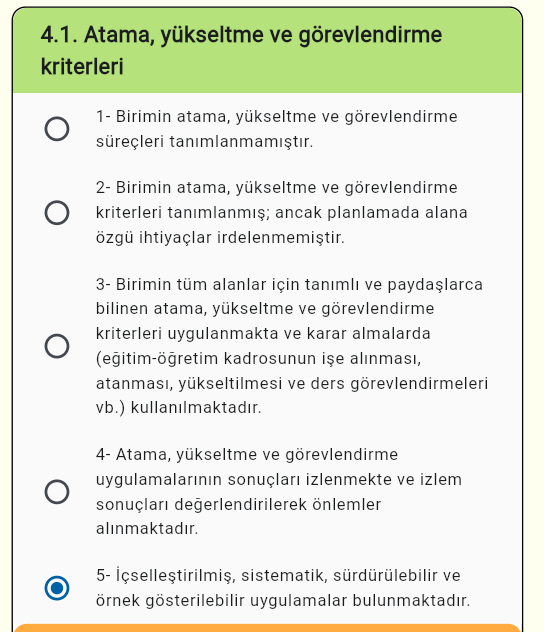 4.1. Atama, yükseltme ve görevlendirme
kriterleri
1- Birimin atama, yükseltme ve görevlendirme
süreçleri tanımlanmamıştır.
2- Birimin atama, yükseltme ve görevlendirme
kriterleri tanımlanmış; ancak planlamada alana
özgü ihtiyaçlar irdelenmemiştir.
3- Birimin tüm alanlar için tanımlı ve paydaşlarca
bilinen atama, yükseltme ve görevlendirme
kriterleri uygulanmakta ve karar almalarda
(eğitim-öğretim kadrosunun işe alınması,
atanması, yükseltilmesi ve ders görevlendirmeleri
vb.) kullanılmaktadır.
4- Atama, yükseltme ve görevlendirme
uygulamalarının sonuçları izlenmekte ve izlem
sonuçları değerlendirilerek önlemler
alınmaktadır.
5- İçselleştirilmiş, sistematik, sürdürülebilir ve
örnek gösterilebilir uygulamalar bulunmaktadır.